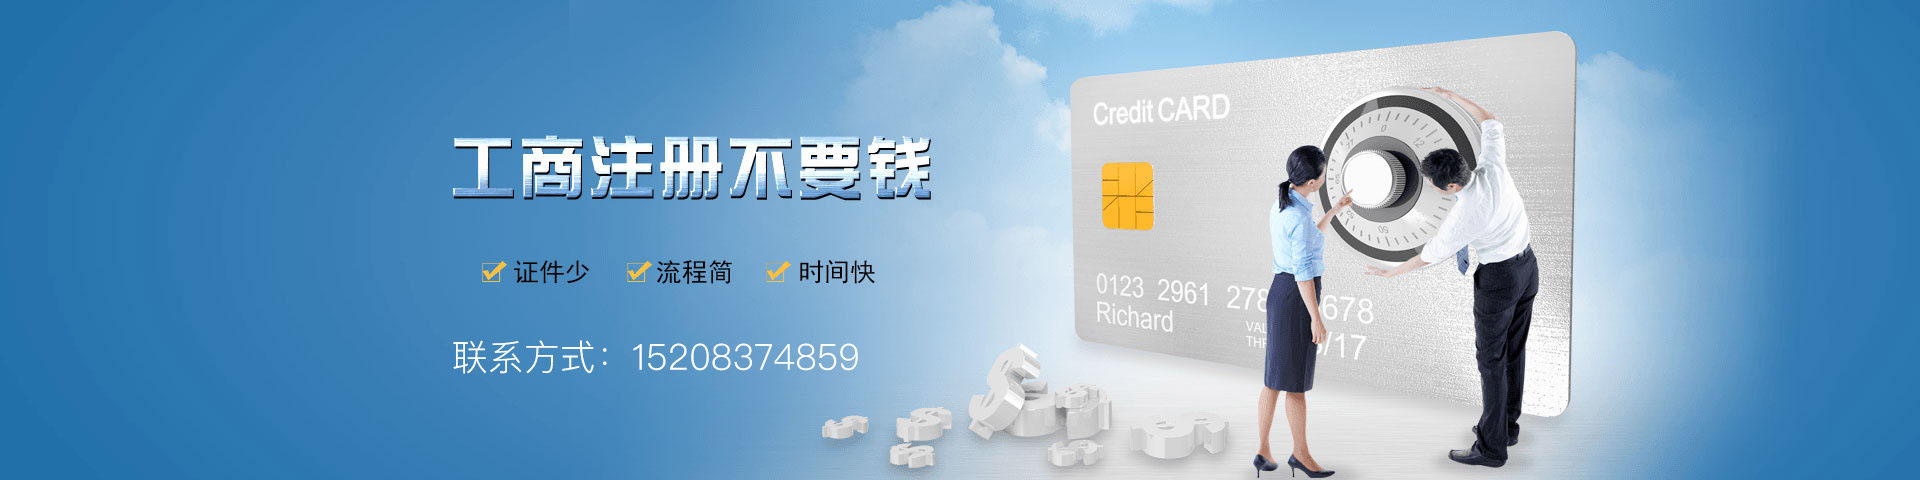 工商注册不要钱
证件少 流程简 时间快
联系方式：15208374859
Credit CARD
0123 2961 278 678
Richard
/17